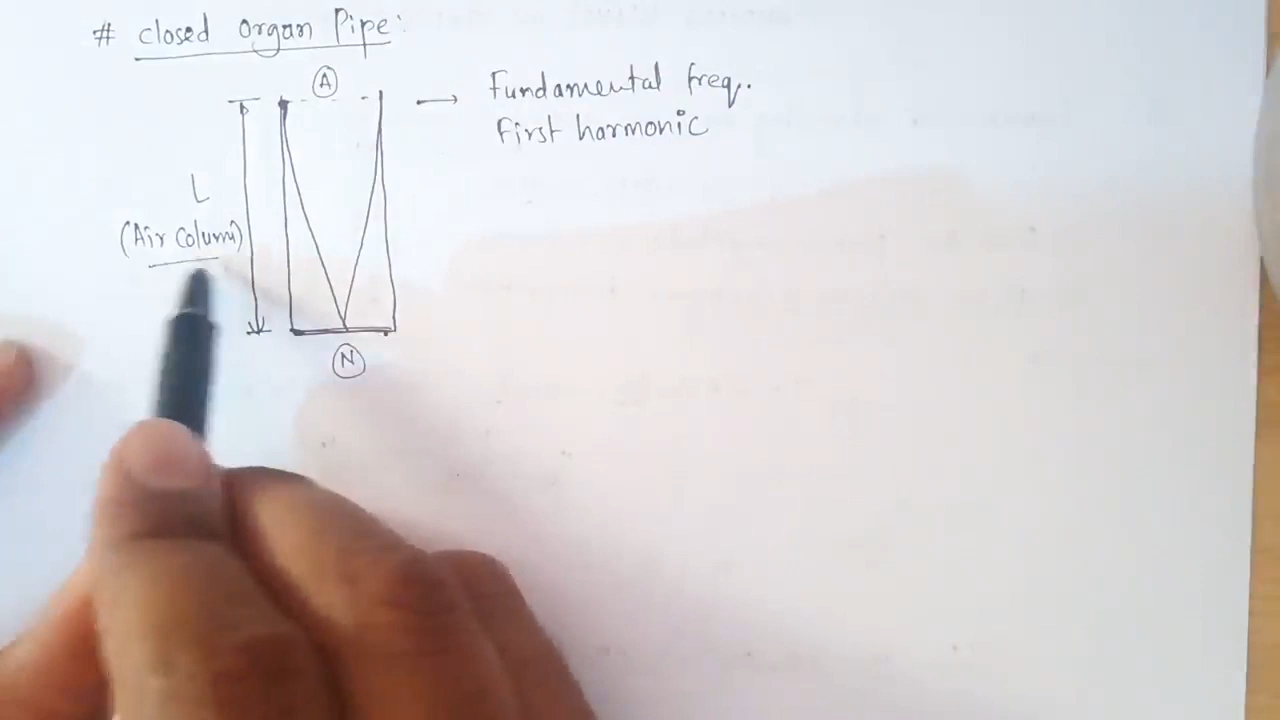 # closed organ Pipe:
A
Fundamental freq.
First harmonic
L
(Air Column)
N